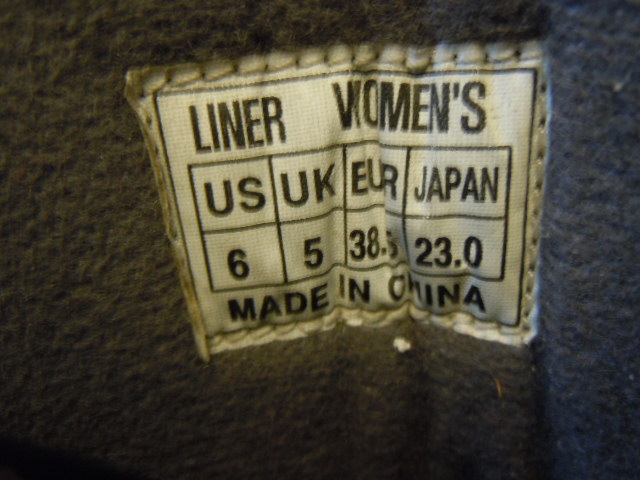 LINER WOMEN'S
US UK EUR JAPAN
6 5 38.5 23.0
MADE IN CHINA